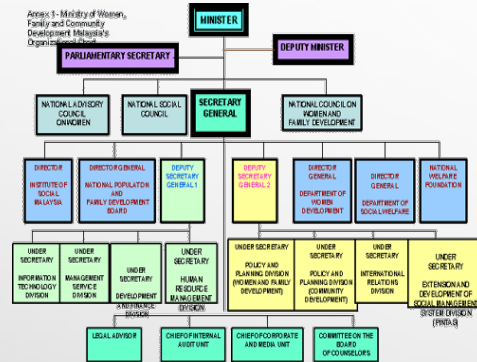 Annex 1 - Ministry of Women,
Family and Community
Development Malaysia's
Organizational Chart
MINISTER
PARLIAMENTARY SECRETARY
DEPUTY MINISTER
NATIONAL ADVISORY
COUNCIL
ON WOMEN
NATIONAL SOCIAL
COUNCIL
SECRETARY
GENERAL
NATIONAL COUNCIL ON
WOMEN AND
FAMILY DEVELOPMENT
DIRECTOR
INSTITUTE OF
SOCIAL
MALAYSIA
DIRECTOR GENERAL
NATIONAL POPULATION
AND
FAMILY DEVELOPMENT
BOARD
DEPUTY
SECRETARY
GENERAL 1
DEPUTY
SECRETARY
GENERAL 2
DIRECTOR
GENERAL
DEPARTMENT OF
WOMEN
DEVELOPMENT
DIRECTOR
GENERAL
DEPARTMENT OF
SOCIAL WELFARE
NATIONAL
WELFARE
FOUNDATION
UNDER
SECRETARY
INFORMATION
TECHNOLOGY
DIVISION
UNDER
SECRETARY
MANAGEMENT
SERVICE
DIVISION
UNDER
SECRETARY
DEVELOPMENT
AND FINANCE DIVISION
UNDER
SECRETARY
HUMAN
RESOURCE
MANAGEMENT
DIVISION
UNDER SECRETARY
POLICY AND
PLANNING DIVISION
(WOMEN AND FAMILY
DEVELOPMENT)
UNDER
SECRETARY
POLICY AND
PLANNING DIVISION
(COMMUNITY
DEVELOPMENT)
UNDER
SECRETARY
INTERNATIONAL
RELATIONS
DIVISION
UNDER
SECRETARY
EXTENSION AND
DEVELOPMENT OF
SOCIAL MANAGEMENT
SYSTEM DIVISION
(PINTAS)
LEGAL ADVISOR
CHIEF OF INTERNAL
AUDIT UNIT
CHIEF OF CORPORATE
AND MEDIA UNIT
COMMITTEE ON THE
BOARD
OF COUNSELORS